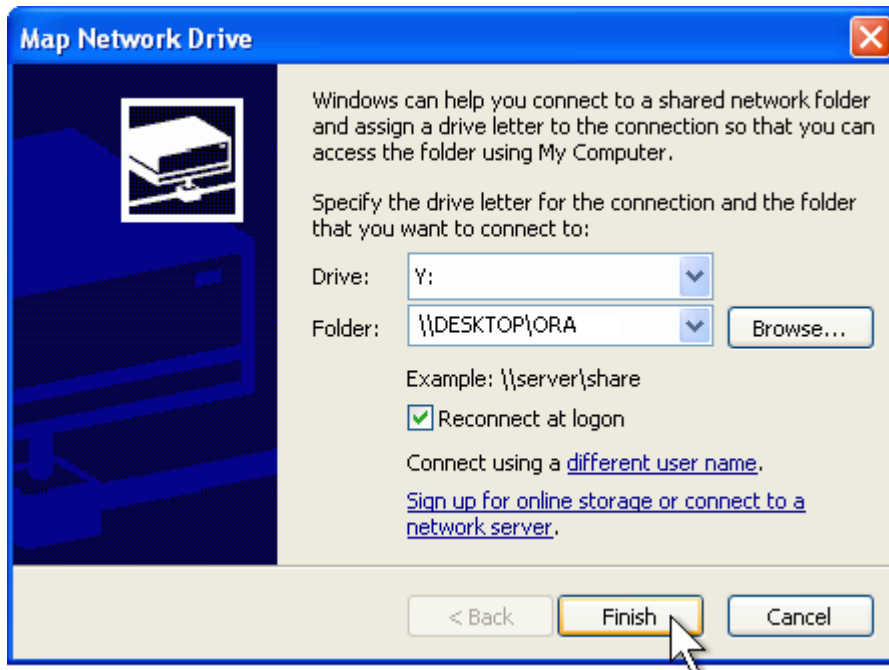 Map Network Drive
Windows can help you connect to a shared network folder
and assign a drive letter to the connection so that you can
access the folder using My Computer.
Specify the drive letter for the connection and the folder
that you want to connect to:
Drive: Y:
Folder: \\DESKTOP\ORA Browse...
Example: \\server\share
Reconnect at logon
Connect using a different user name.
Sign up for online storage or connect to a
network server.
< Back Finish Cancel